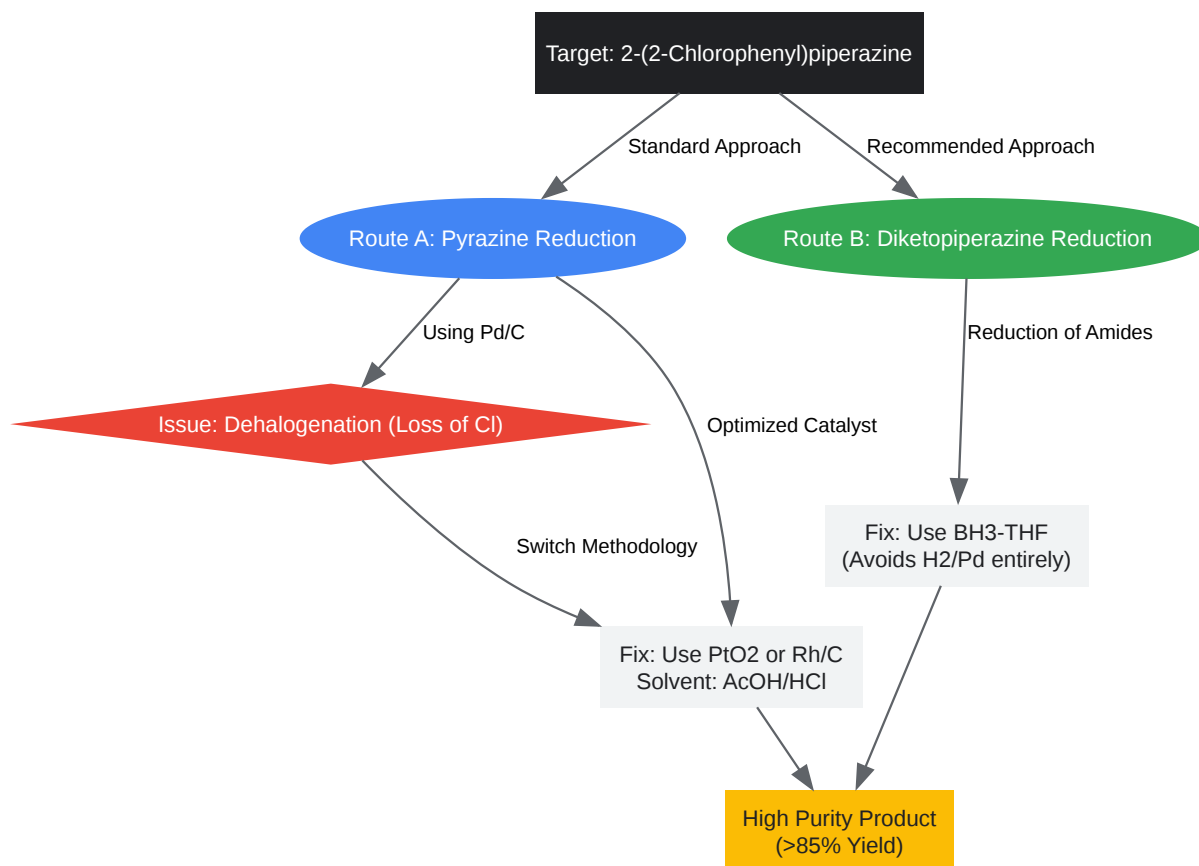 Target: 2-(2-Chlorophenyl)piperazine
Standard Approach
Recommended Approach
Route A: Pyrazine Reduction
Route B: Diketopiperazine Reduction
Using Pd/C
Reduction of Amides
Issue: Dehalogenation (Loss of Cl)
Optimized Catalyst
Switch Methodology
Fix: Use BH3-THF
(Avoids H2/Pd entirely)
Fix: Use PtO2 or Rh/C
Solvent: AcOH/HCl
High Purity Product
(>85% Yield)